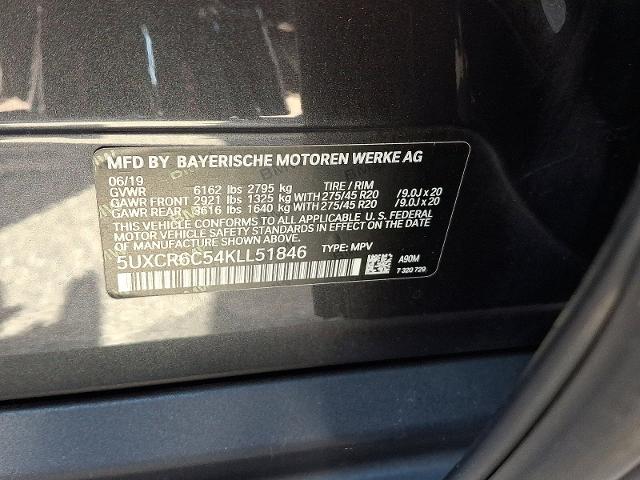 MFD BY BAYERISCHE MOTOREN WERKE AG
06/19
GVWR 6162 lbs 2795 kg TIRE / RIM
GAWR FRONT 2921 lbs 1325 kg WITH 275/45 R20 /9.0J x 20
GAWR REAR 3616 lbs 1640 kg WITH 275/45 R20 /9.0J x 20
THIS VEHICLE CONFORMS TO ALL APPLICABLE U.S. FEDERAL
MOTOR VEHICLE SAFETY STANDARDS IN EFFECT ON THE DATE
OF MANUFACTURE SHOWN ABOVE.
5UXCR6C54KLL51846 TYPE: MPV
A90M
7 320 729